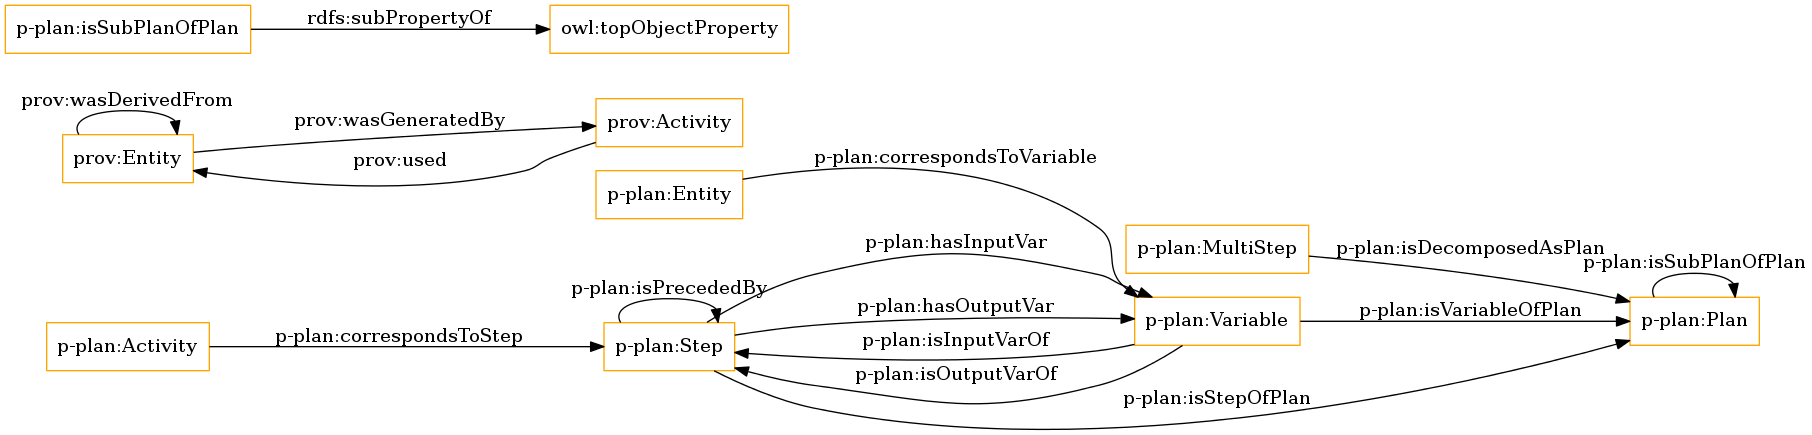 p-plan:isSubPlanOfPlan
rdfs:subPropertyOf
owl:topObjectProperty
prov:wasDerivedFrom
prov:Entity
prov:wasGeneratedBy
prov:used
prov:Activity
p-plan:Entity
p-plan:correspondsToVariable
p-plan:MultiStep
p-plan:isDecomposedAsPlan
p-plan:isSubPlanOfPlan
p-plan:hasInputVar
p-plan:isPrecededBy
p-plan:hasOutputVar
p-plan:Variable
p-plan:isVariableOfPlan
p-plan:Plan
p-plan:Activity
p-plan:correspondsToStep
p-plan:Step
p-plan:isInputVarOf
p-plan:isOutputVarOf
p-plan:isStepOfPlan